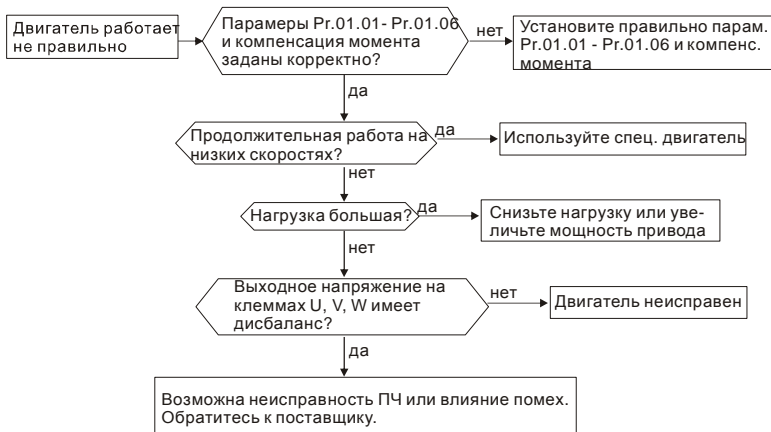 Двигатель работает
не правильно
Парамеры Pr.01.01- Pr.01.06
и компенсация момента
заданы корректно?
нет
Установите правильно парам.
Pr.01.01 - Pr.01.06 и компенс.
момента
да
Продолжительная работа на
низких скоростях?
да
Используйте спец. двигатель
нет
Нагрузка большая?
да
Снизьте нагрузку или уве-
личьте мощность привода
нет
Выходное напряжение на
клеммах U, V, W имеет
дисбаланс?
нет
Двигатель неисправен
да
Возможна неисправность ПЧ или влияние помех.
Обратитесь к поставщику.